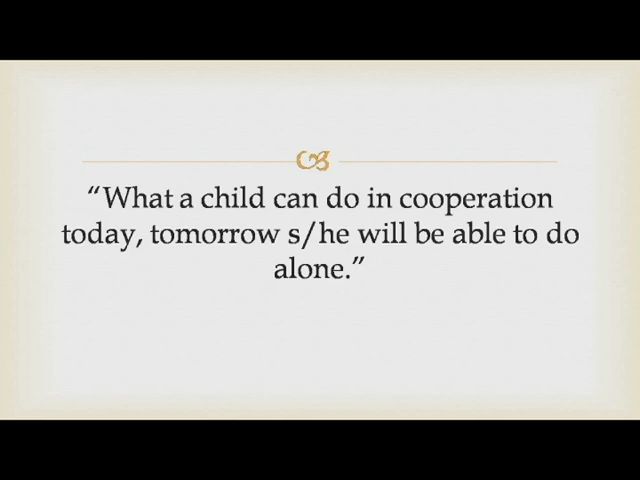 “What a child can do in cooperation
today, tomorrow s/he will be able to do
alone.”